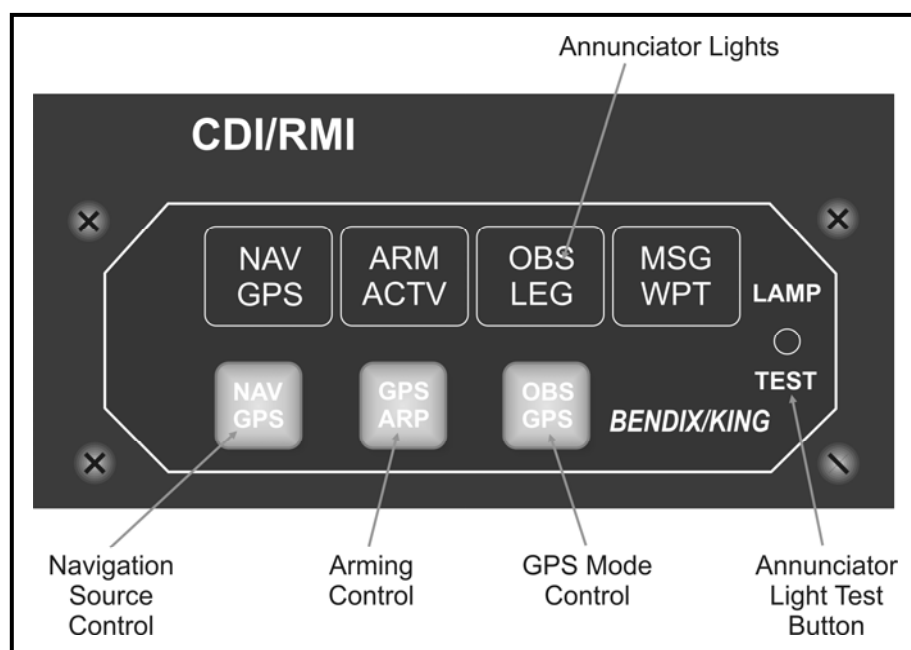 Annunciator Lights
CDI/RMI
NAV
GPS
ARM
ACTV
OBS
LEG
MSG
WPT
LAMP
TEST
NAV
GPS
GPS
ARP
OBS
GPS
BENDIX/KING
Navigation
Source
Control
Arming
Control
GPS Mode
Control
Annunciator
Light Test
Button